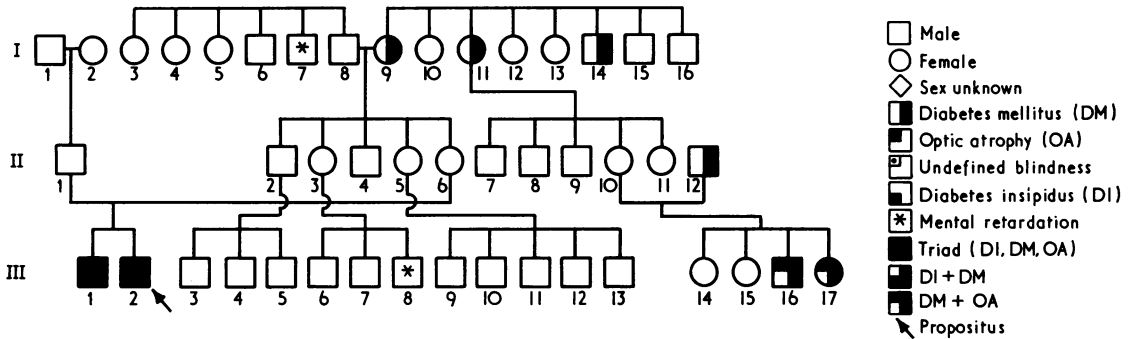 I
*
1 2 3 4 5 6 7 8 9 10 11 12 13 14 15 16
II
1 2 3 4 5 6 7 8 9 10 11 12
III
*
1 2 3 4 5 6 7 8 9 10 11 12 13 14 15 16 17
Male
Female
Sex unknown
Diabetes mellitus (DM)
Optic atrophy (OA)
Undefined blindness
Diabetes insipidus (DI)
* Mental retardation
Triad (DI, DM, OA)
DI + DM
DM + OA
Propositus